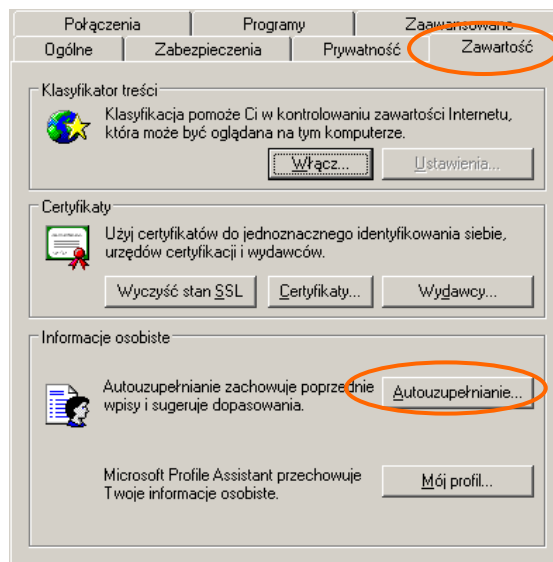 Połączenia Programy Zaawansowane
Ogólne Zabezpieczenia Prywatność Zawartość
Klasyfikator treści
Klasyfikacja pomoże Ci w kontrolowaniu zawartości Internetu,
która może być oglądana na tym komputerze.
Włącz... Ustawienia...
Certyfikaty
Użyj certyfikatów do jednoznacznego identyfikowania siebie,
urzędów certyfikacji i wydawców.
Wyczyść stan SSL Certyfikaty... Wydawcy...
Informacje osobiste
Autouzupełnianie zachowuje poprzednie
wpisy i sugeruje dopasowania.
Autouzupełnianie...
Microsoft Profile Assistant przechowuje
Twoje informacje osobiste.
Mój profil...